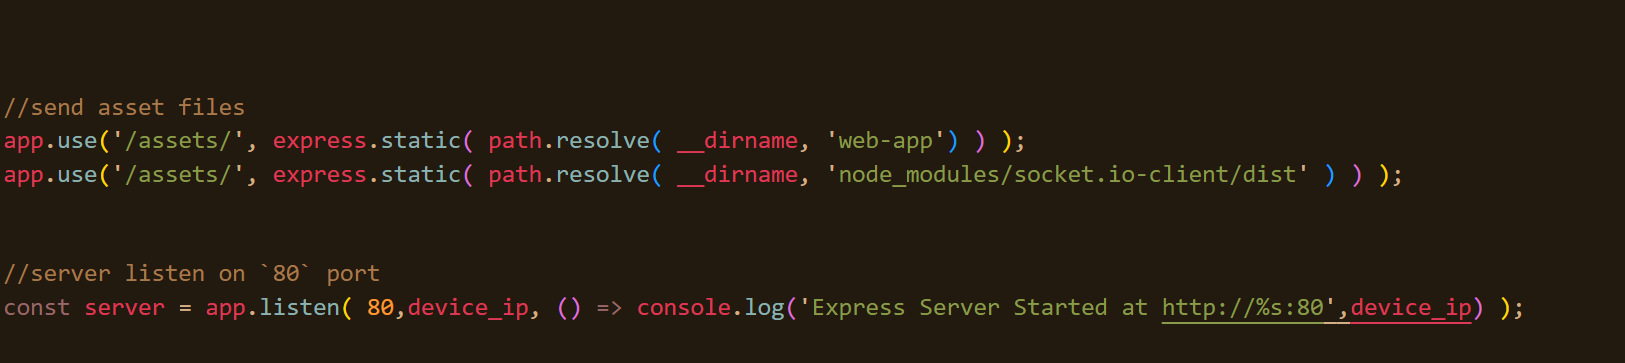 //send asset files
app.use('/assets/', express.static( path.resolve( __dirname, 'web-app') ) );
app.use('/assets/', express.static( path.resolve( __dirname, 'node_modules/socket.io-client/dist' ) ) );
//server listen on `80` port
const server = app.listen( 80,device_ip, () => console.log('Express Server Started at http://%s:80',device_ip) );